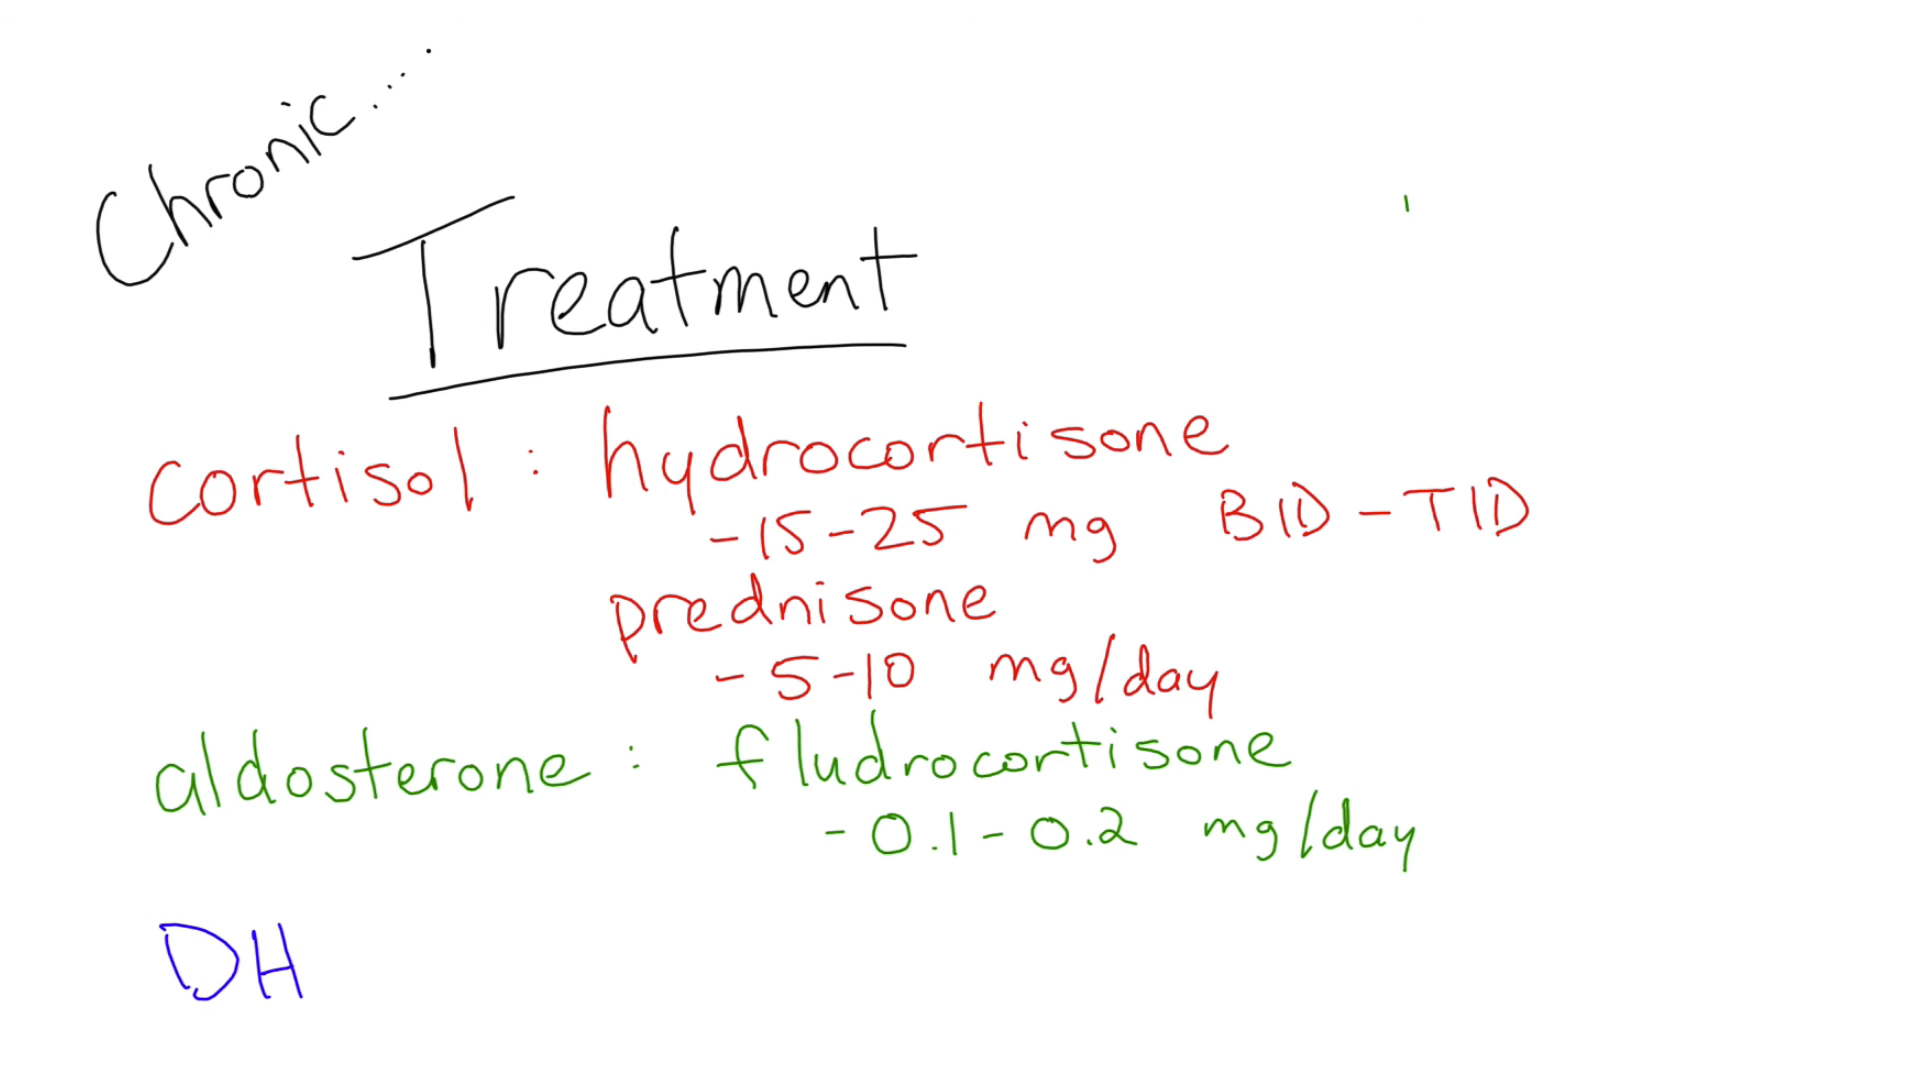 Chronic....
Treatment
cortisol : hydrocortisone
- 15-25 mg BID - TID
prednisone
- 5-10 mg/day
aldosterone : fludrocortisone
- 0.1 - 0.2 mg/day
DH